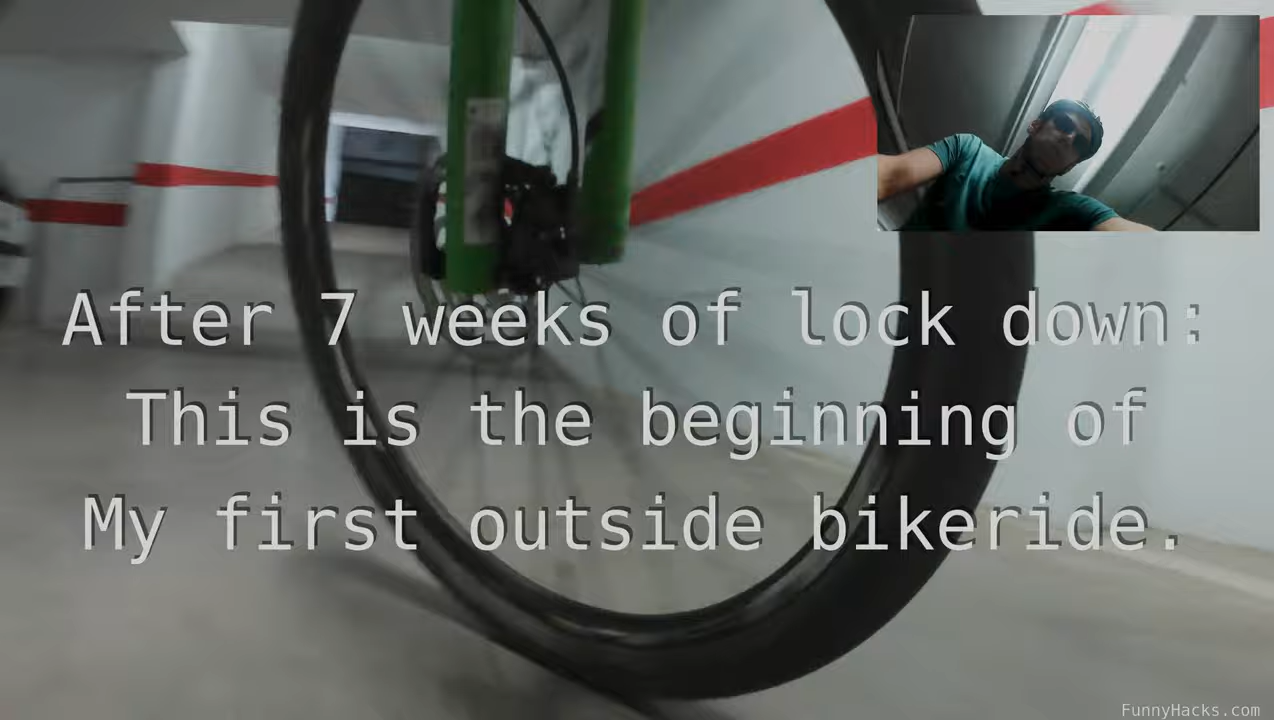 After 7 weeks of lock down:
This is the beginning of
My first outside bikeride.
FunnyHacks.com